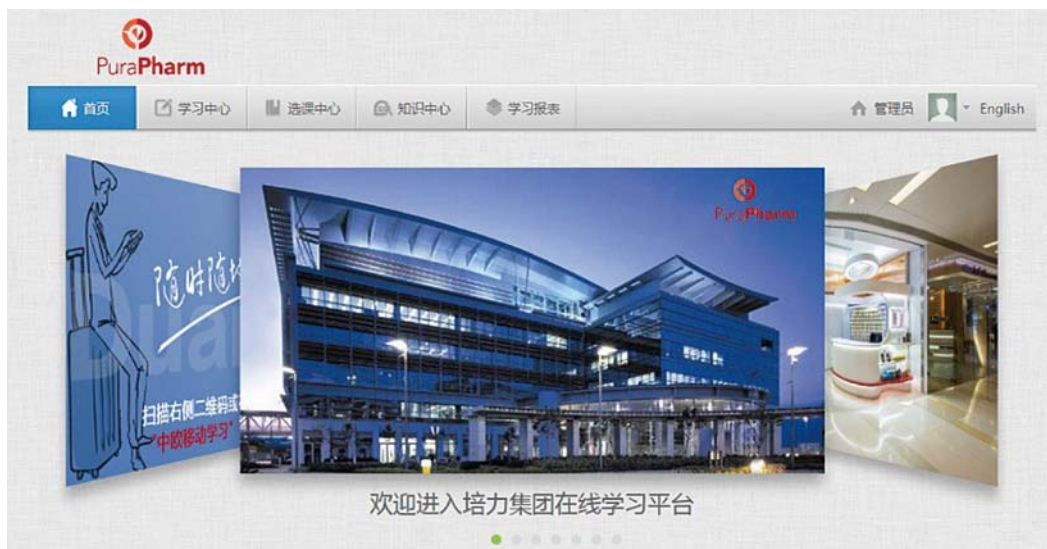 PuraPharm
首页 学习中心 选课中心 知识中心 学习报表 管理员 English
PuraPharm
随时随地
扫描右侧二维码或
"中欧移动学习"
欢迎进入培力集团在线学习平台